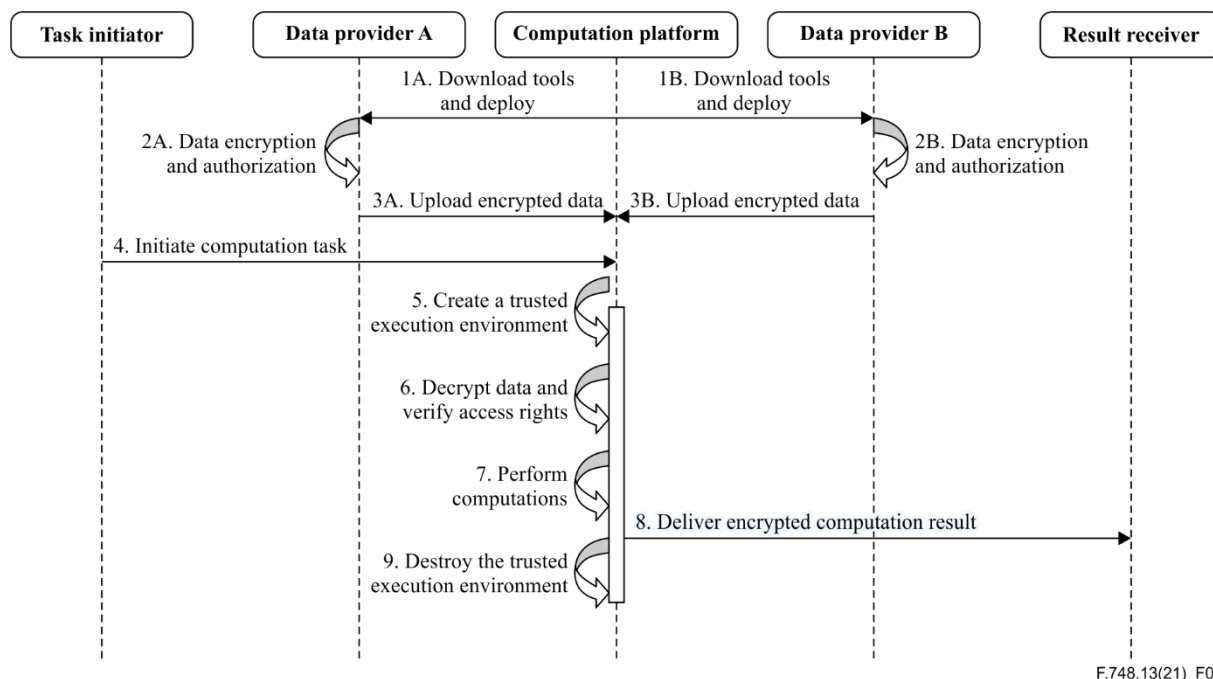 Task initiator
Data provider A
Computation platform
Data provider B
Result receiver
1A. Download tools
and deploy
1B. Download tools
and deploy
2A. Data encryption
and authorization
2B. Data encryption
and authorization
3A. Upload encrypted data
3B. Upload encrypted data
4. Initiate computation task
5. Create a trusted
execution environment
6. Decrypt data and
verify access rights
7. Perform
computations
8. Deliver encrypted computation result
9. Destroy the trusted
execution environment
F.748.13(21)_F0